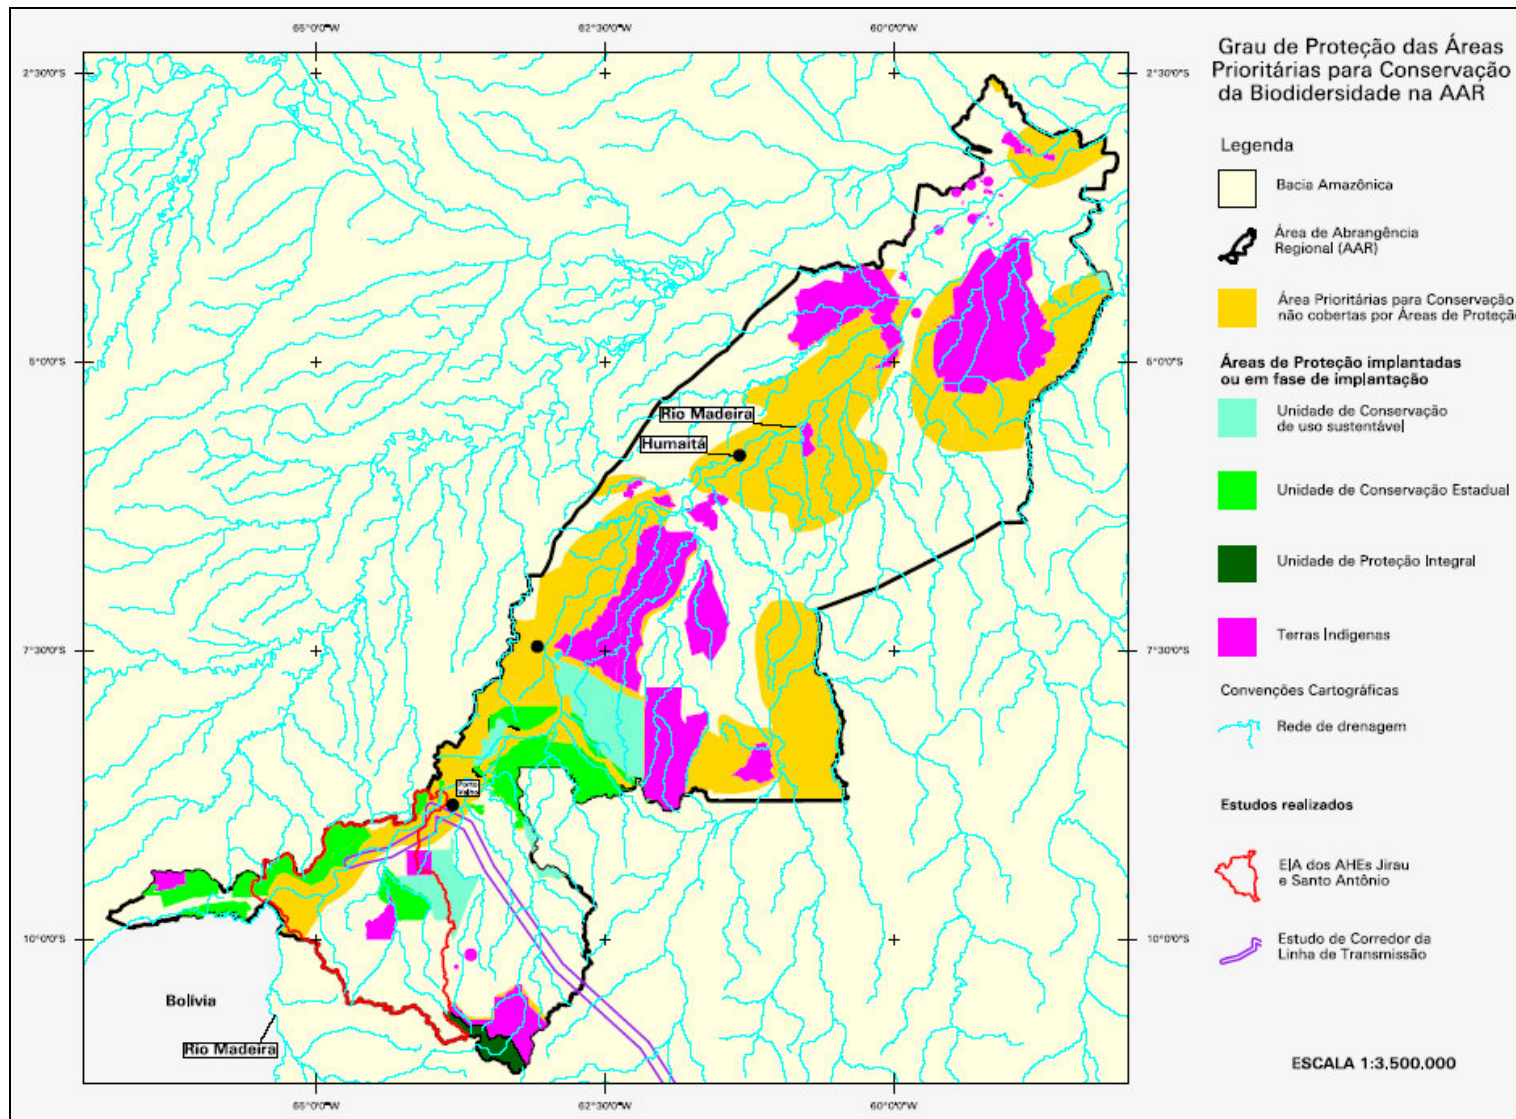 65°0'0"W
62°30'0"W
60°0'0"W
2°30'0"S
2°30'0"S
5°0'0"S
5°0'0"S
7°30'0"S
7°30'0"S
10°0'0"S
10°0'0"S
65°0'0"W
62°30'0"W
60°0'0"W
Rio Madeira
Humaitá
Porto
Velho
Bolívia
Rio Madeira
Grau de Proteção das Áreas
Prioritárias para Conservação
da Biodidersidade na AAR
Legenda
Bacia Amazônica
Área de Abrangência
Regional (AAR)
Área Prioritárias para Conservação
não cobertas por Áreas de Proteçã
Áreas de Proteção implantadas
ou em fase de implantação
Unidade de Conservação
de uso sustentável
Unidade de Conservação Estadual
Unidade de Proteção Integral
Terras Indígenas
Convenções Cartográficas
Rede de drenagem
Estudos realizados
EIA dos AHEs Jirau
e Santo Antônio
Estudo de Corredor da
Linha de Transmissão
ESCALA 1:3.500.000